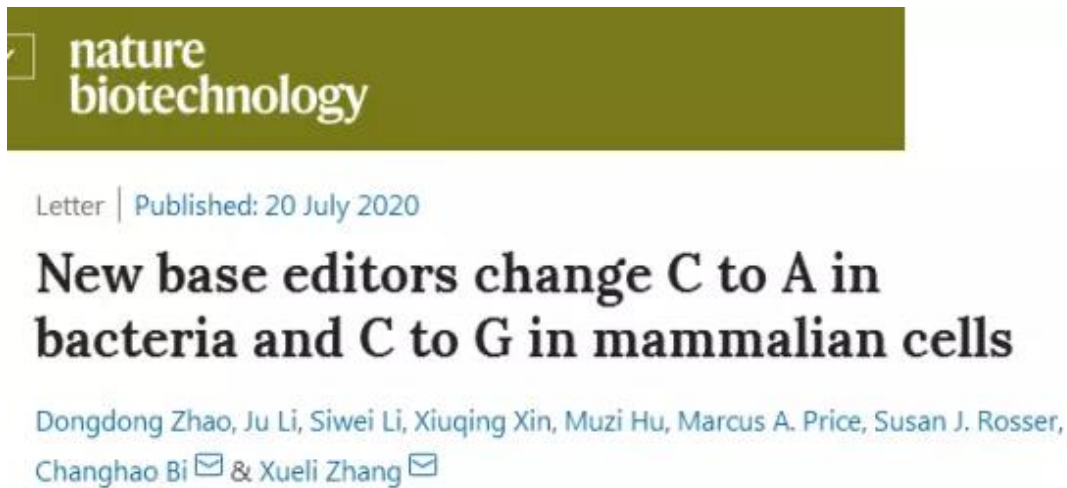 nature
biotechnology
Letter | Published: 20 July 2020
New base editors change C to A in
bacteria and C to G in mammalian cells
Dongdong Zhao, Ju Li, Siwei Li, Xiuqing Xin, Muzi Hu, Marcus A. Price, Susan J. Rosser,
Changhao Bi & Xueli Zhang